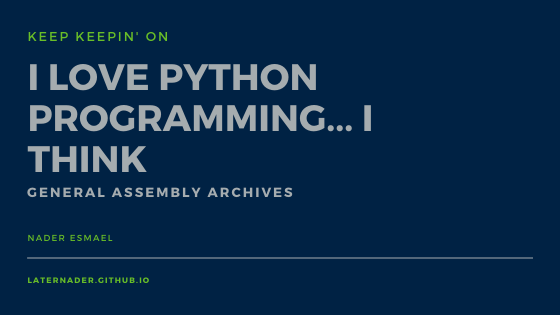 KEEP KEEPIN' ON
I LOVE PYTHON
PROGRAMMING... I
THINK
GENERAL ASSEMBLY ARCHIVES
NADER ESMAEL
LATERNADER.GITHUB.IO